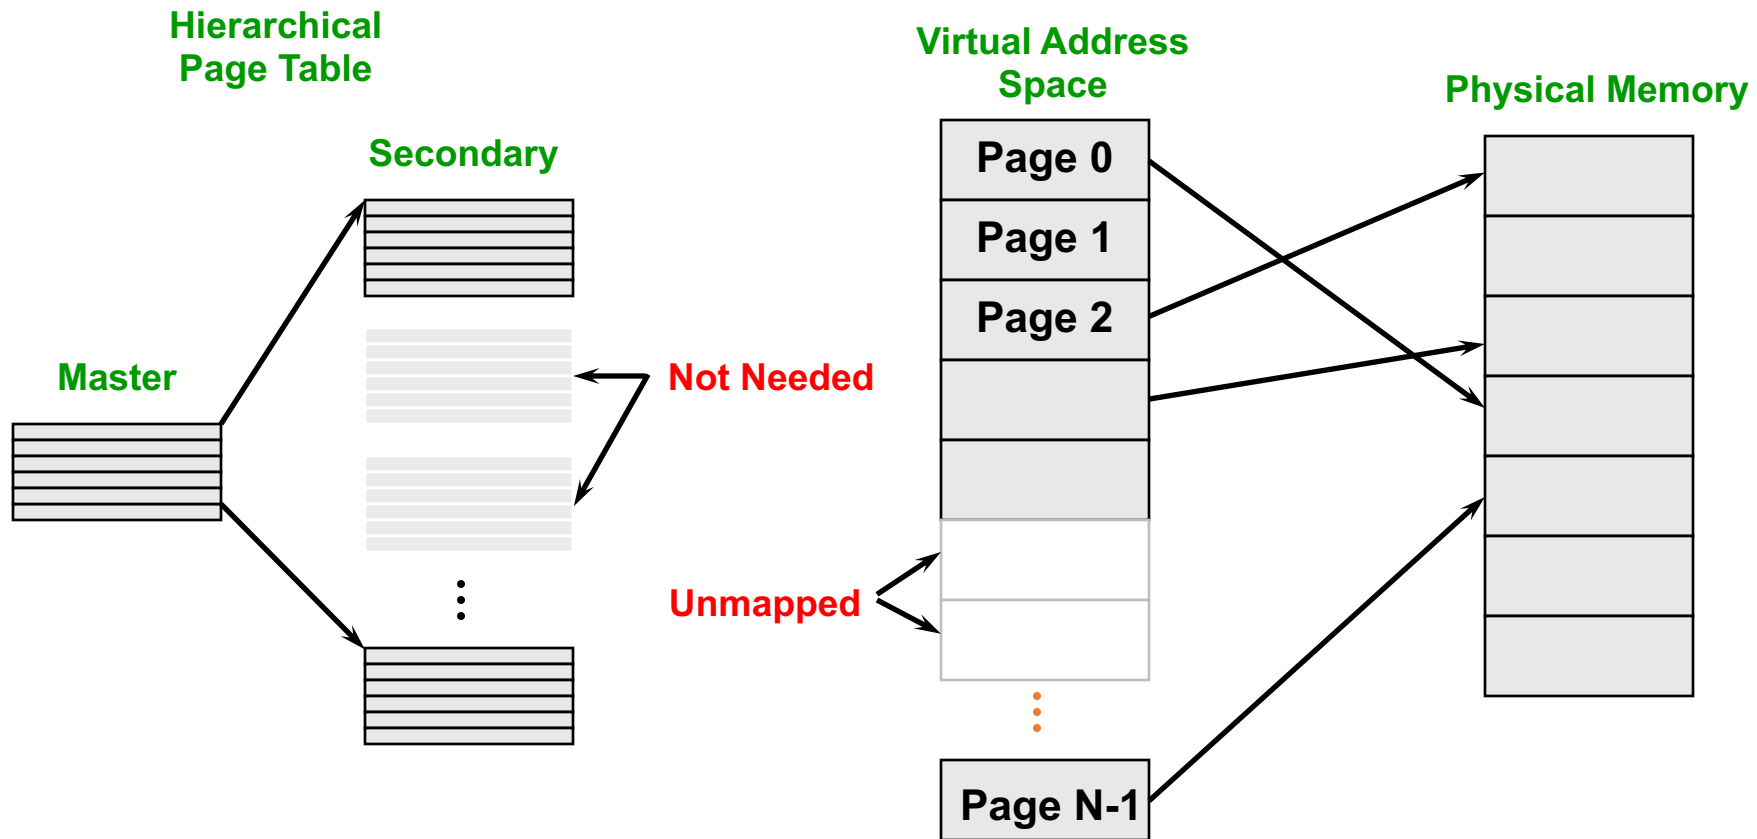 Hierarchical
Page Table
Secondary
Master
Not Needed
Unmapped
Virtual Address
Space
Page 0
Page 1
Page 2
Page N-1
Physical Memory